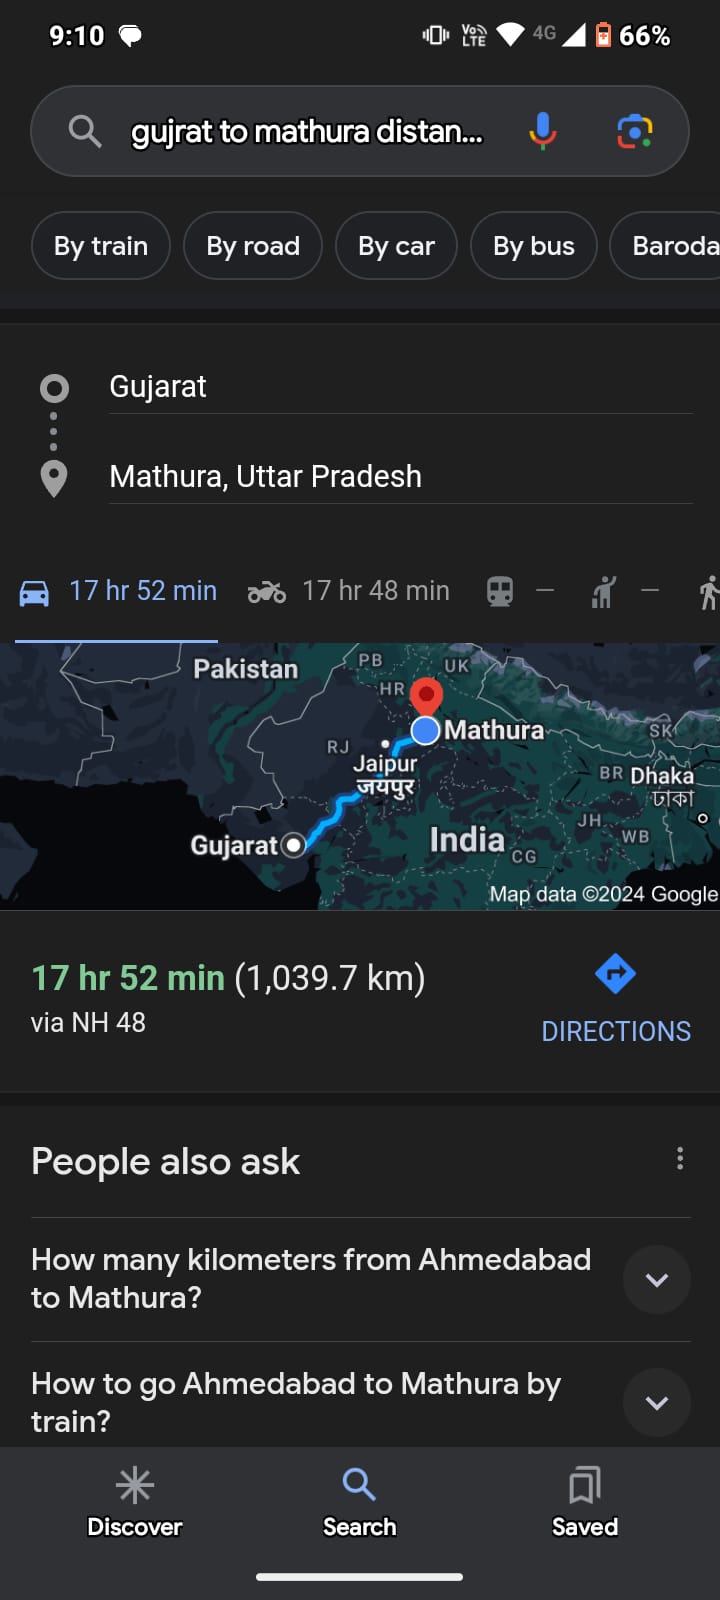 9:10
Vo)) LTE 4G 66%
gujrat to mathura distan...
By train By road By car By bus Baroda
Gujarat
Mathura, Uttar Pradesh
17 hr 52 min 17 hr 48 min — —
Pakistan PB UK
HR
Mathura
RJ SK
Jaipur BR Dhaka
जयपुर ঢাকা
JH
Gujarat India WB
CG
Map data ©2024 Google
17 hr 52 min (1,039.7 km)
via NH 48
DIRECTIONS
People also ask
How many kilometers from Ahmedabad
to Mathura?
How to go Ahmedabad to Mathura by
train?
Discover Search Saved